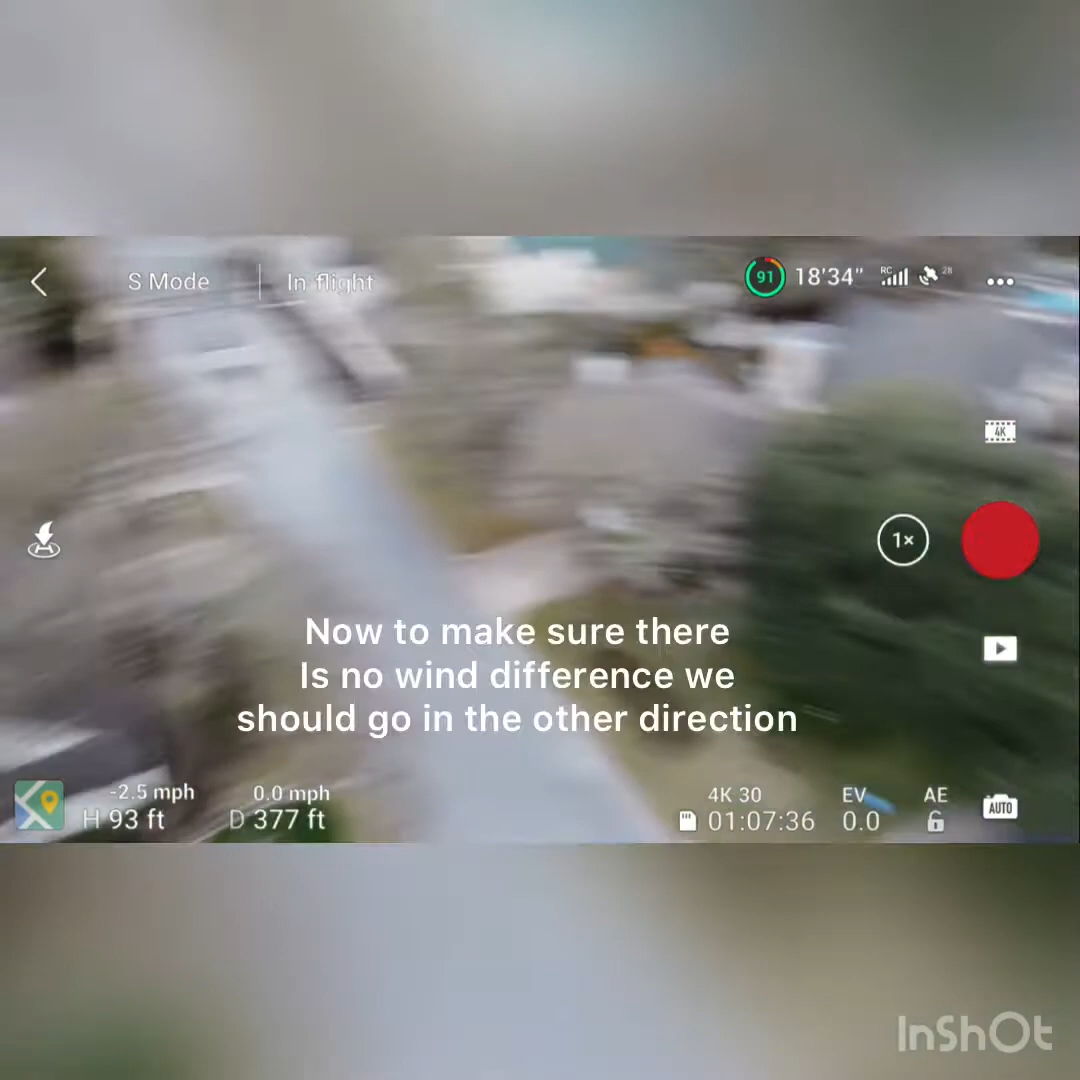 S Mode
In flight
91
18'34"
RC
28
4K
1×
Now to make sure there
Is no wind difference we
should go in the other direction
-2.5 mph
0.0 mph
H 93 ft
D 377 ft
4K 30
01:07:36
EV
0.0
AE
AUTO
InShOt